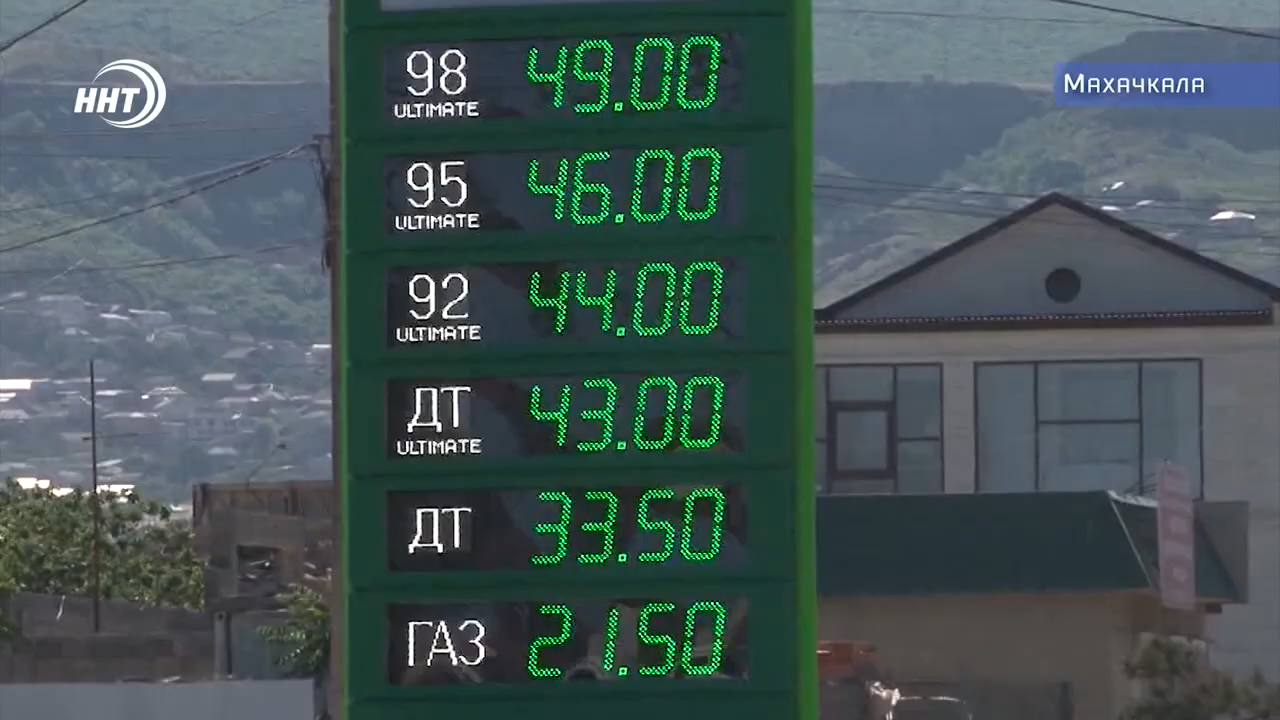 ННТ
Махачкала
98 49.00
ULTIMATE
95 46.00
ULTIMATE
92 44.00
ULTIMATE
ДТ 43.00
ULTIMATE
ДТ 33.50
ГАЗ 21.50